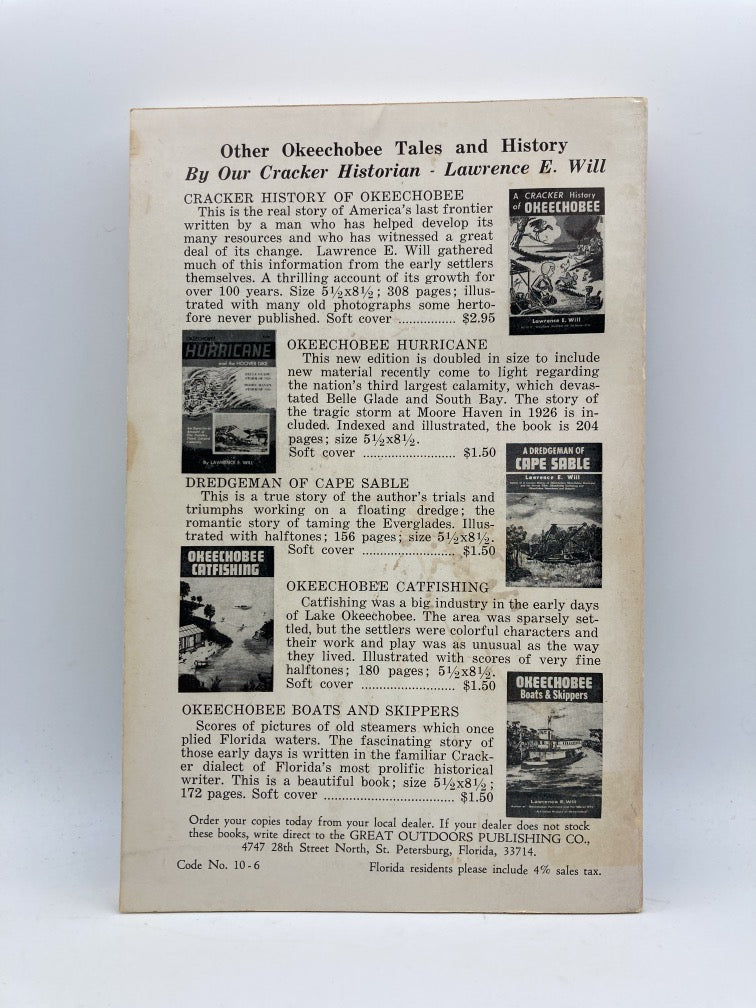 Other Okeechobee Tales and History
By Our Cracker Historian - Lawrence E. Will
CRACKER HISTORY OF OKEECHOBEE
This is the real story of America's last frontier
written by a man who has helped develop its
many resources and who has witnessed a great
deal of its change. Lawrence E. Will gathered
much of this information from the early settlers
themselves. A thrilling account of its growth for
over 100 years. Size 5½x8½; 308 pages; illus-
trated with many old photographs some herto-
fore never published. Soft cover ................ $2.95
A CRACKER History
of OKEECHOBEE
Lawrence E. Will
HURRICANE
and the HOOVER DIKE
By LAWRENCE E. WILL
OKEECHOBEE HURRICANE
This new edition is doubled in size to include
new material recently come to light regarding
the nation's third largest calamity, which devas-
tated Belle Glade and South Bay. The story of
the tragic storm at Moore Haven in 1926 is in-
cluded. Indexed and illustrated, the book is 204
pages; size 5½x8½.
Soft cover .......................... $1.50
A DREDGEMAN OF
CAPE SABLE
Lawrence E. Will
DREDGEMAN OF CAPE SABLE
This is a true story of the author's trials and
triumphs working on a floating dredge; the
romantic story of taming the Everglades. Illus-
trated with halftones; 156 pages; size 5½x8½.
Soft cover .......................... $1.50
OKEECHOBEE
CATFISHING
OKEECHOBEE CATFISHING
Catfishing was a big industry in the early days
of Lake Okeechobee. The area was sparsely set-
tled, but the settlers were colorful characters and
their work and play was as unusual as the way
they lived. Illustrated with scores of very fine
halftones; 180 pages; 5½x8½.
Soft cover .......................... $1.50
OKEECHOBEE
Boats & Skippers
Lawrence E. Will
OKEECHOBEE BOATS AND SKIPPERS
Scores of pictures of old steamers which once
plied Florida waters. The fascinating story of
those early days is written in the familiar Crack-
er dialect of Florida's most prolific historical
writer. This is a beautiful book; size 5½x8½;
172 pages. Soft cover ..................................... $1.50
Order your copies today from your local dealer. If your dealer does not stock
these books, write direct to the GREAT OUTDOORS PUBLISHING CO.,
4747 28th Street North, St. Petersburg, Florida, 33714.
Code No. 10-6
Florida residents please include 4% sales tax.